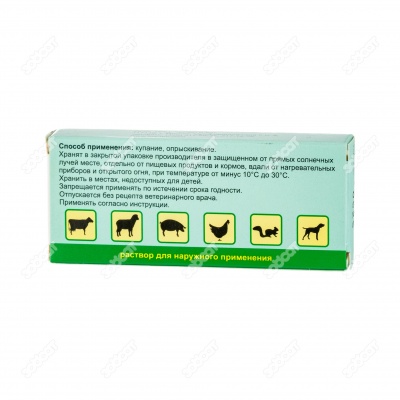 Способ применения: купание, опрыскивание.
Хранят в закрытой упаковке производителя в защищенном от прямых солнечных
лучей месте, отдельно от пищевых продуктов и кормов, вдали от нагревательных
приборов и открытого огня, при температуре от минус 10°С до 30°С.
Хранить в местах, недоступных для детей.
Запрещается применять по истечении срока годности.
Отпускается без рецепта ветеринарного врача.
Применять согласно инструкции.
раствор для наружного применения